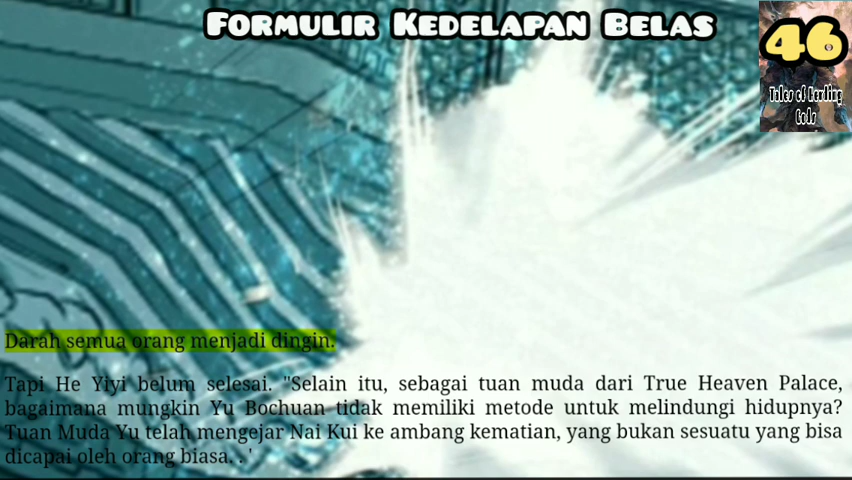 FORMULIR KEDELAPAN BELAS
46
Tales of Herding
Gods
Darah semua orang menjadi dingin.
Tapi He Yiyi belum selesai. "Selain itu, sebagai tuan muda dari True Heaven Palace,
bagaimana mungkin Yu Bochuan tidak memiliki metode untuk melindungi hidupnya?
Tuan Muda Yu telah mengejar Nai Kui ke ambang kematian, yang bukan sesuatu yang bisa
dicapai oleh orang biasa. . '